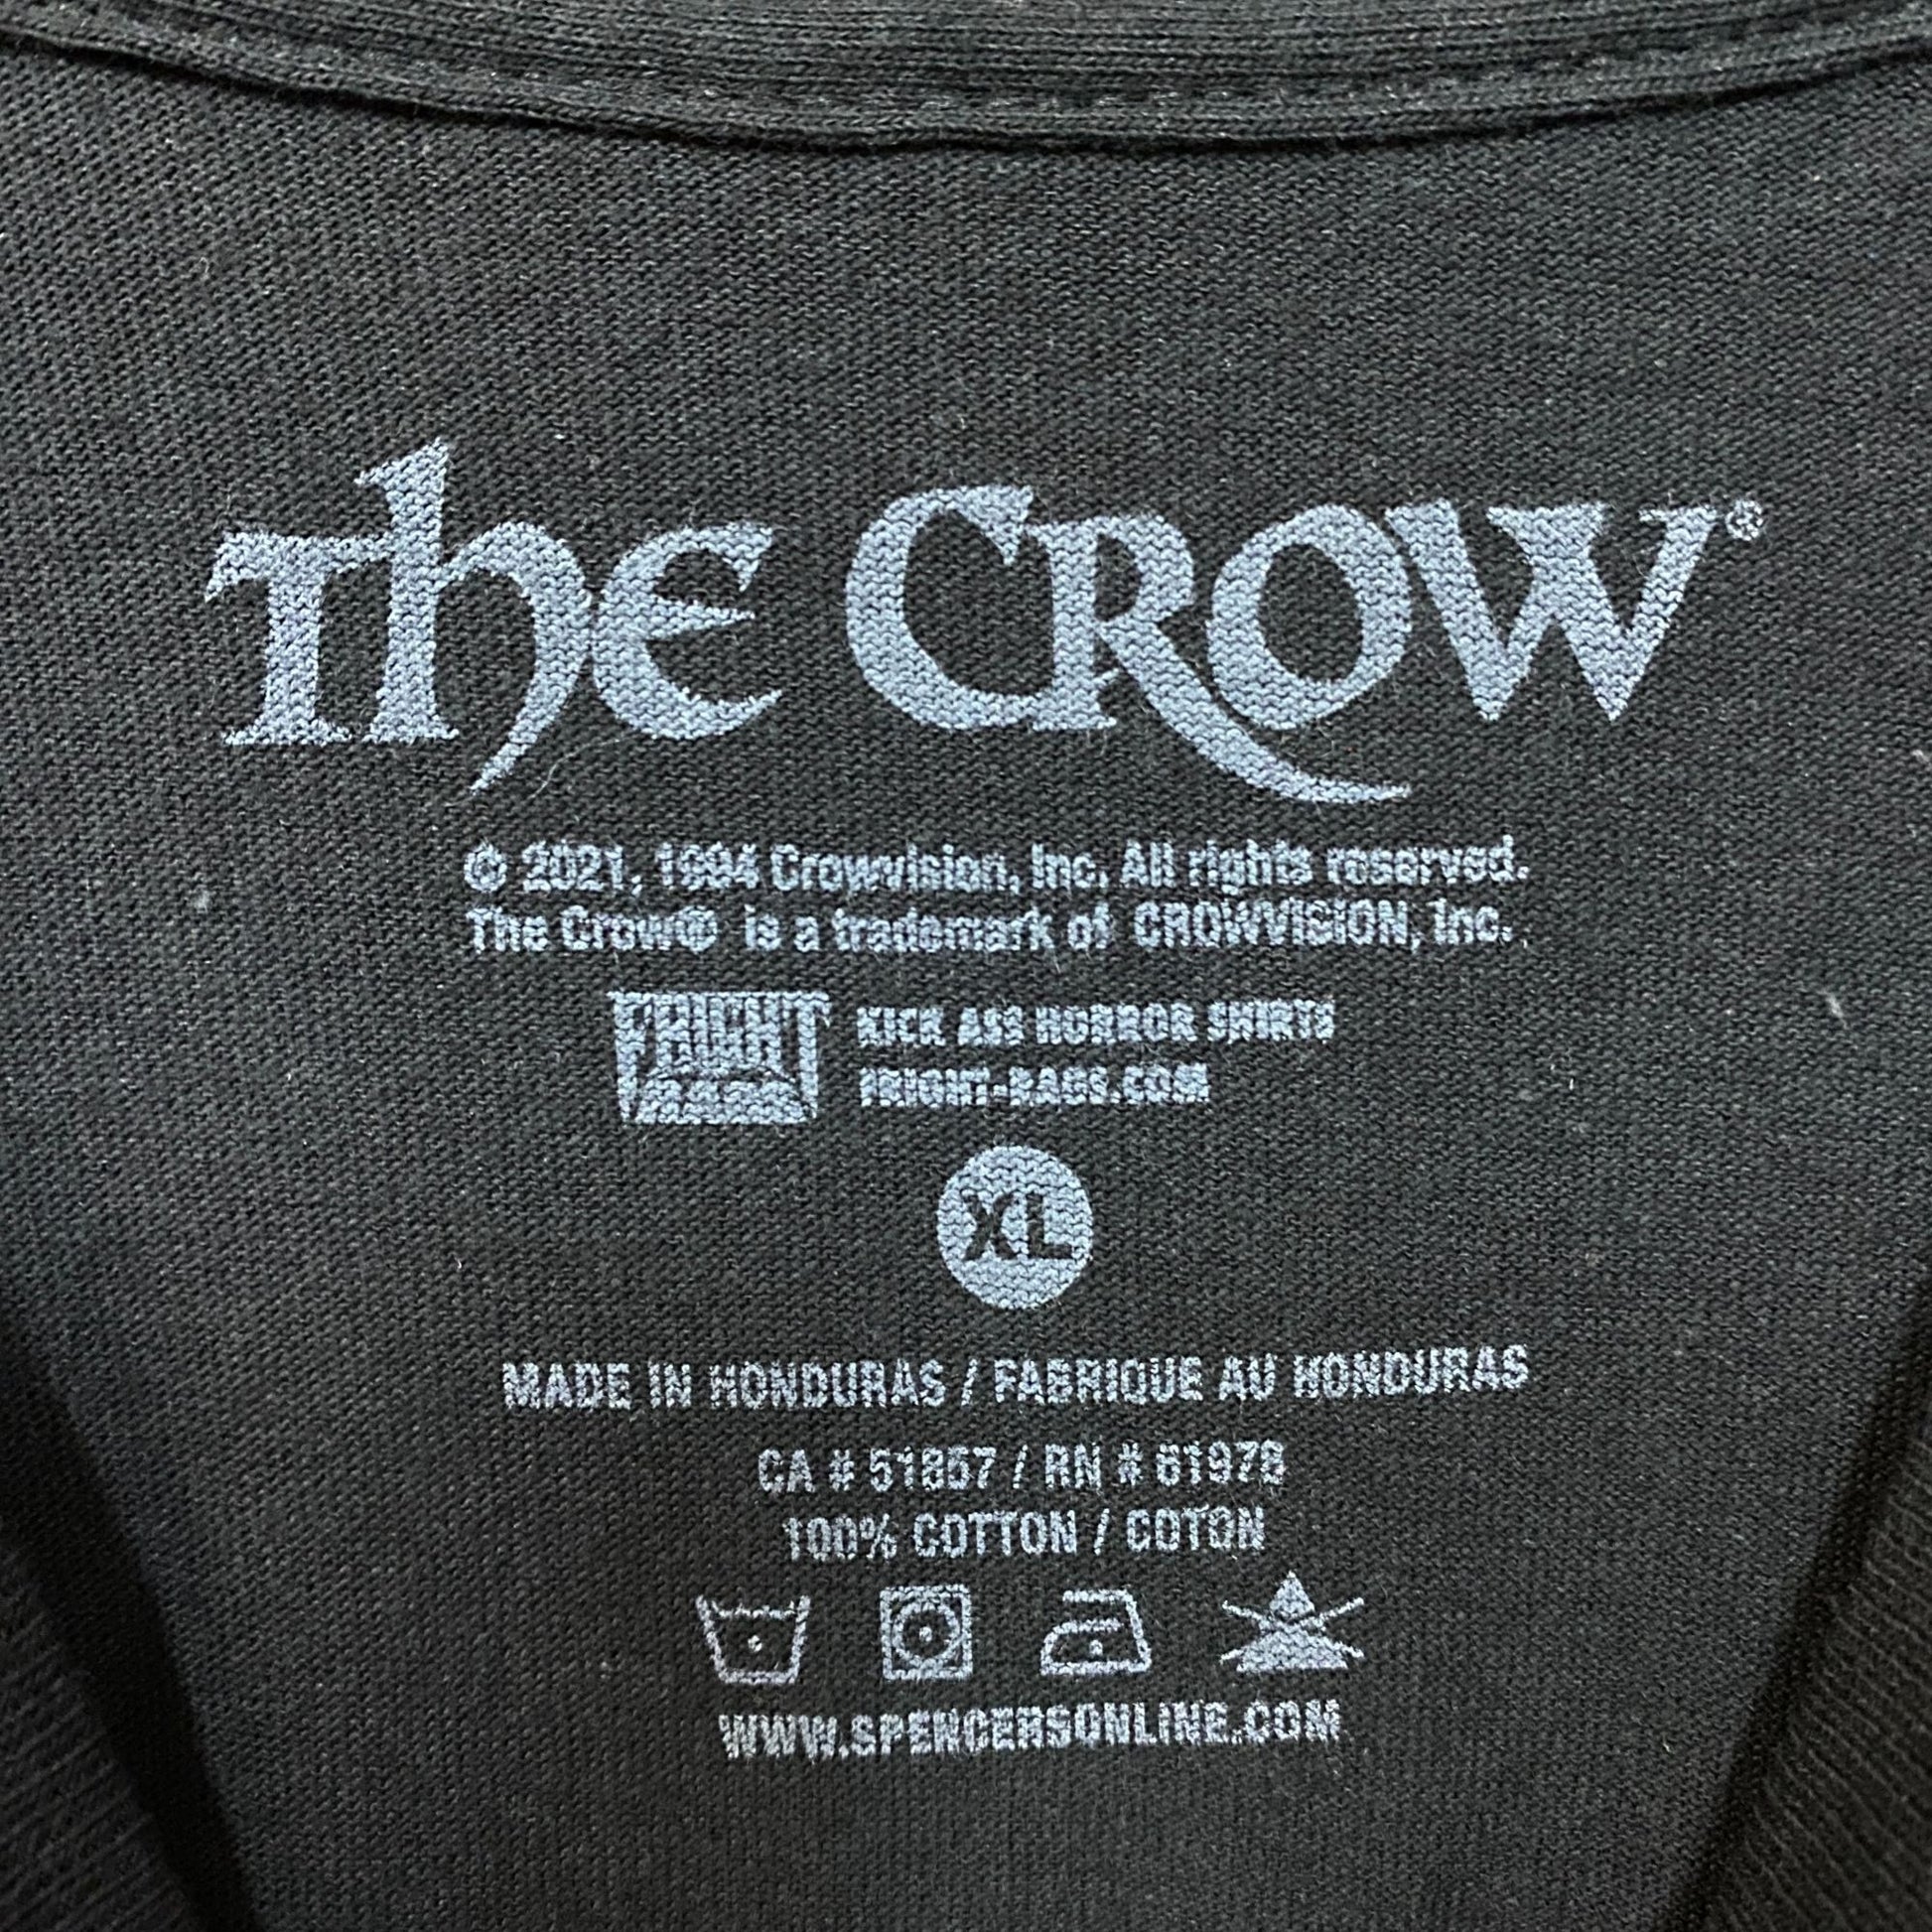 The Crow®
© 2021, 1994 Crowvision, Inc. All rights reserved.
The Crow® is a trademark of CROWVISION, Inc.
FRIGHT RAGS
KICK ASS HORROR SHIRTS
FRIGHT-RAGS.COM
XL
MADE IN HONDURAS / FABRIQUE AU HONDURAS
CA # 51857 / RN # 61978
100% COTTON / COTON
WWW.SPENCERSONLINE.COM